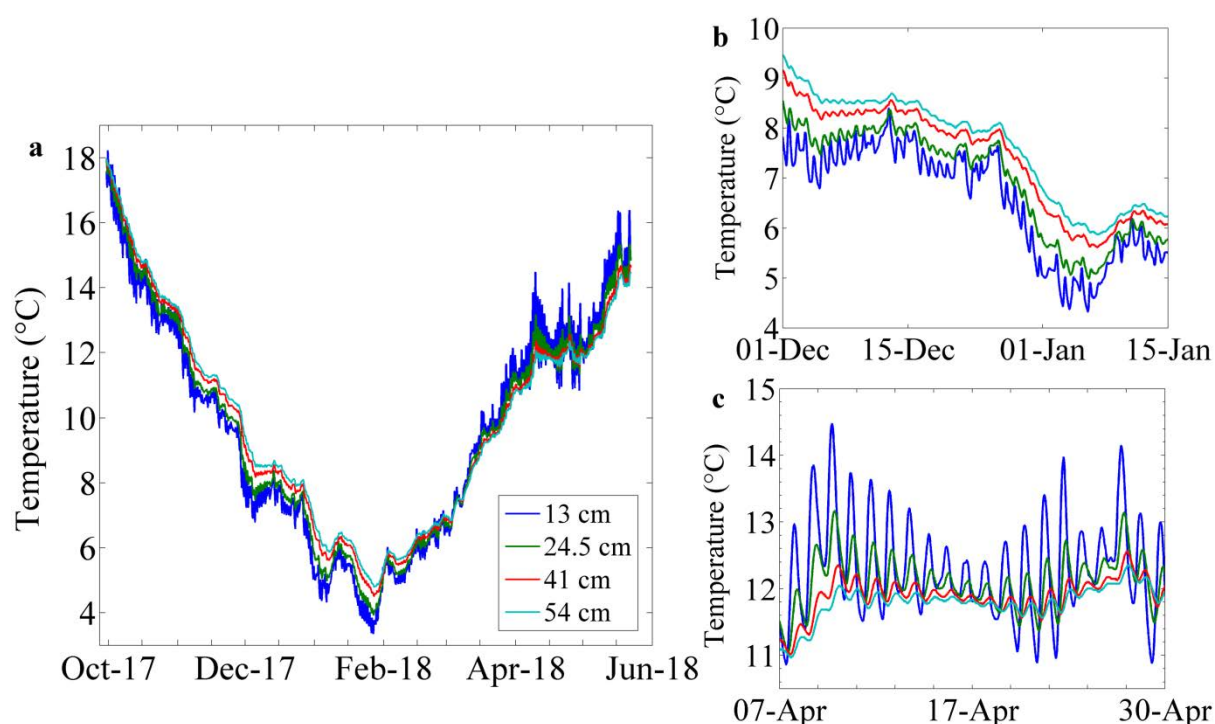 a
Temperature (°C)
18
16
14
12
10
8
6
4
Oct-17 Dec-17 Feb-18 Apr-18 Jun-18
13 cm
24.5 cm
41 cm
54 cm
b
Temperature (°C)
10
9
8
7
6
5
4
01-Dec 15-Dec 01-Jan 15-Jan
c
Temperature (°C)
15
14
13
12
11
07-Apr 17-Apr 30-Apr